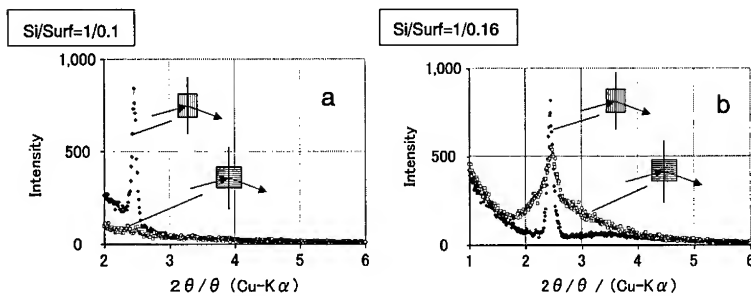 Si/Surf=1/0.1
1,000
500
0
Intensity
2 3 4 5 6
2θ/θ (Cu-Kα)
a
Si/Surf=1/0.16
1,000
500
0
Intensity
1 2 3 4 5 6
2θ/θ / (Cu-Kα)
b